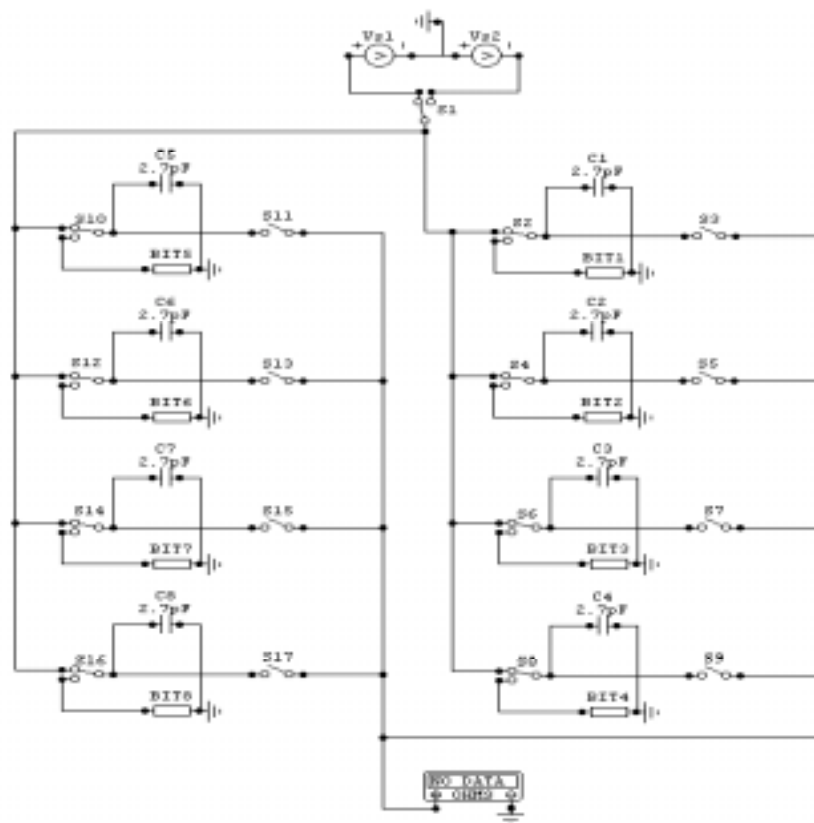 Vs1 Vs2
S1
C5
2.7pF
S10 S11
BIT5
C1
2.7pF
S2 S3
BIT1
C6
2.7pF
S12 S13
BIT6
C2
2.7pF
S4 S5
BIT2
C7
2.7pF
S14 S15
BIT7
C3
2.7pF
S6 S7
BIT3
C8
2.7pF
S16 S17
BIT8
C4
2.7pF
S8 S9
BIT4
NO DATA
OHMS